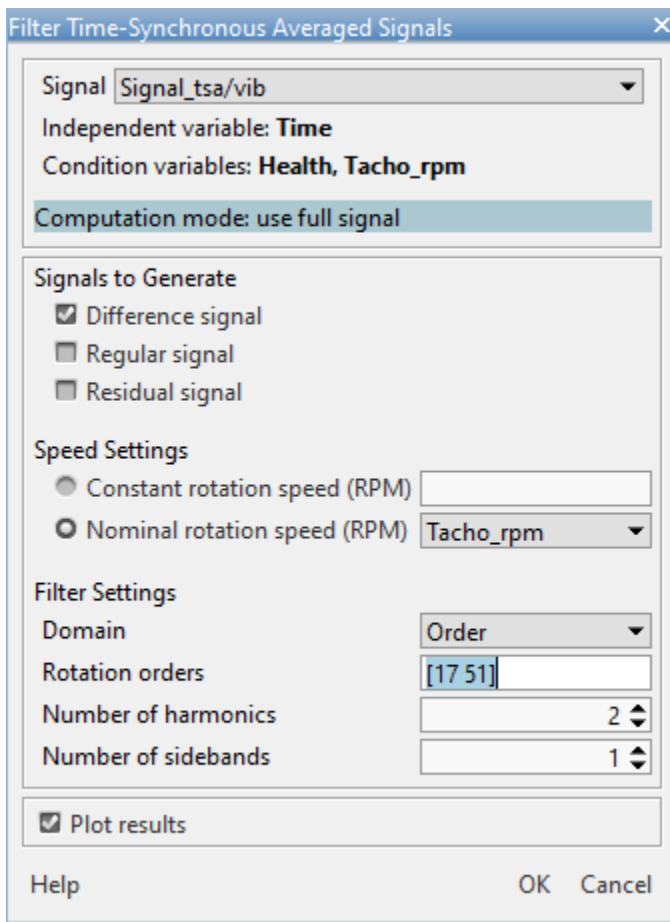 Filter Time-Synchronous Averaged Signals
Signal Signal_tsa/vib
Independent variable: Time
Condition variables: Health, Tacho_rpm
Computation mode: use full signal
Signals to Generate
Difference signal
Regular signal
Residual signal
Speed Settings
Constant rotation speed (RPM)
Nominal rotation speed (RPM) Tacho_rpm
Filter Settings
Domain Order
Rotation orders [17 51]
Number of harmonics 2
Number of sidebands 1
Plot results
Help OK Cancel